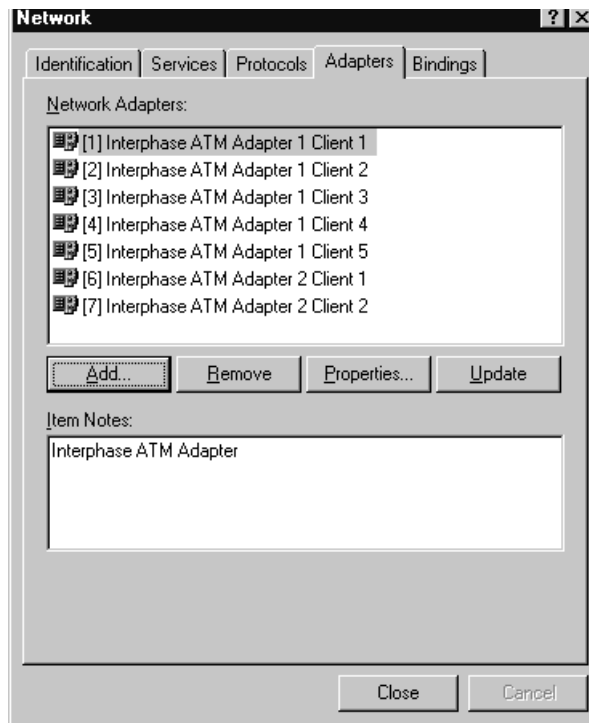 Network
Identification Services Protocols Adapters Bindings
Network Adapters:
[1] Interphase ATM Adapter 1 Client 1
[2] Interphase ATM Adapter 1 Client 2
[3] Interphase ATM Adapter 1 Client 3
[4] Interphase ATM Adapter 1 Client 4
[5] Interphase ATM Adapter 1 Client 5
[6] Interphase ATM Adapter 2 Client 1
[7] Interphase ATM Adapter 2 Client 2
Add... Remove Properties... Update
Item Notes:
Interphase ATM Adapter
Close Cancel